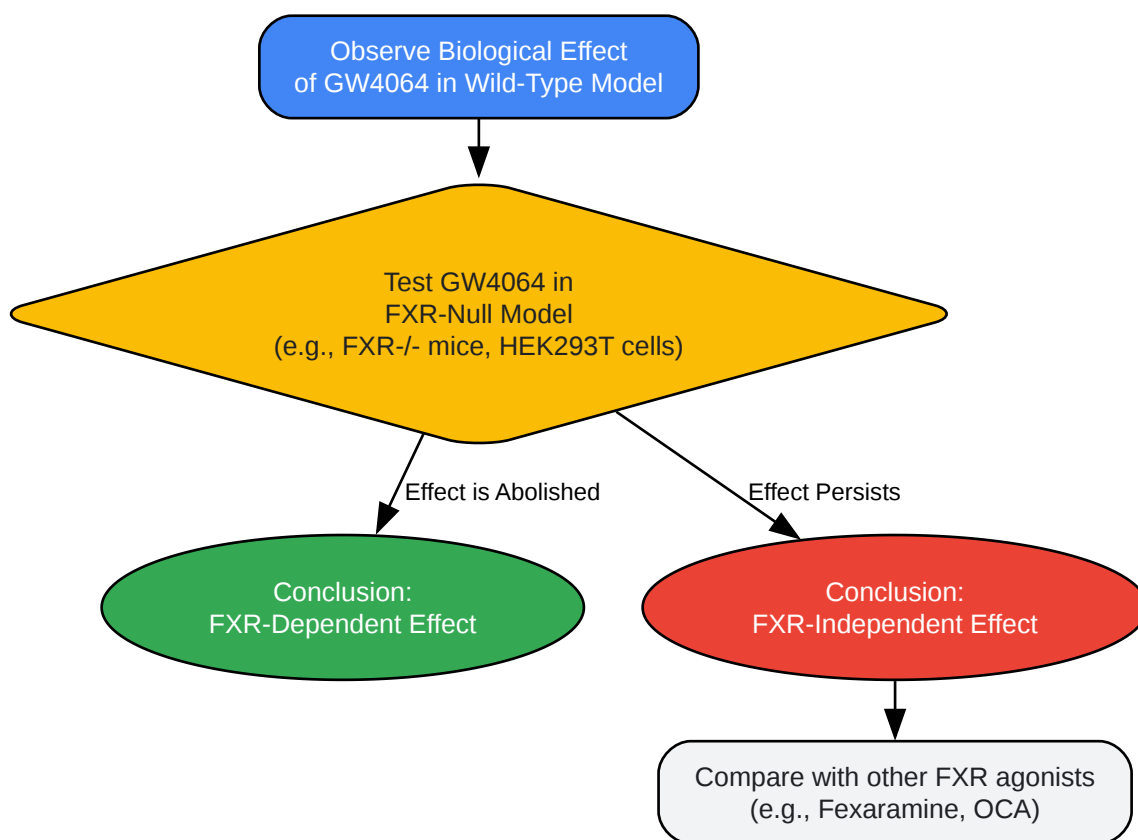 Observe Biological Effect
of GW4064 in Wild-Type Model
Test GW4064 in
FXR-Null Model
(e.g., FXR-/- mice, HEK293T cells)
Effect is Abolished
Effect Persists
Conclusion:
FXR-Dependent Effect
Conclusion:
FXR-Independent Effect
Compare with other FXR agonists
(e.g., Fexaramine, OCA)